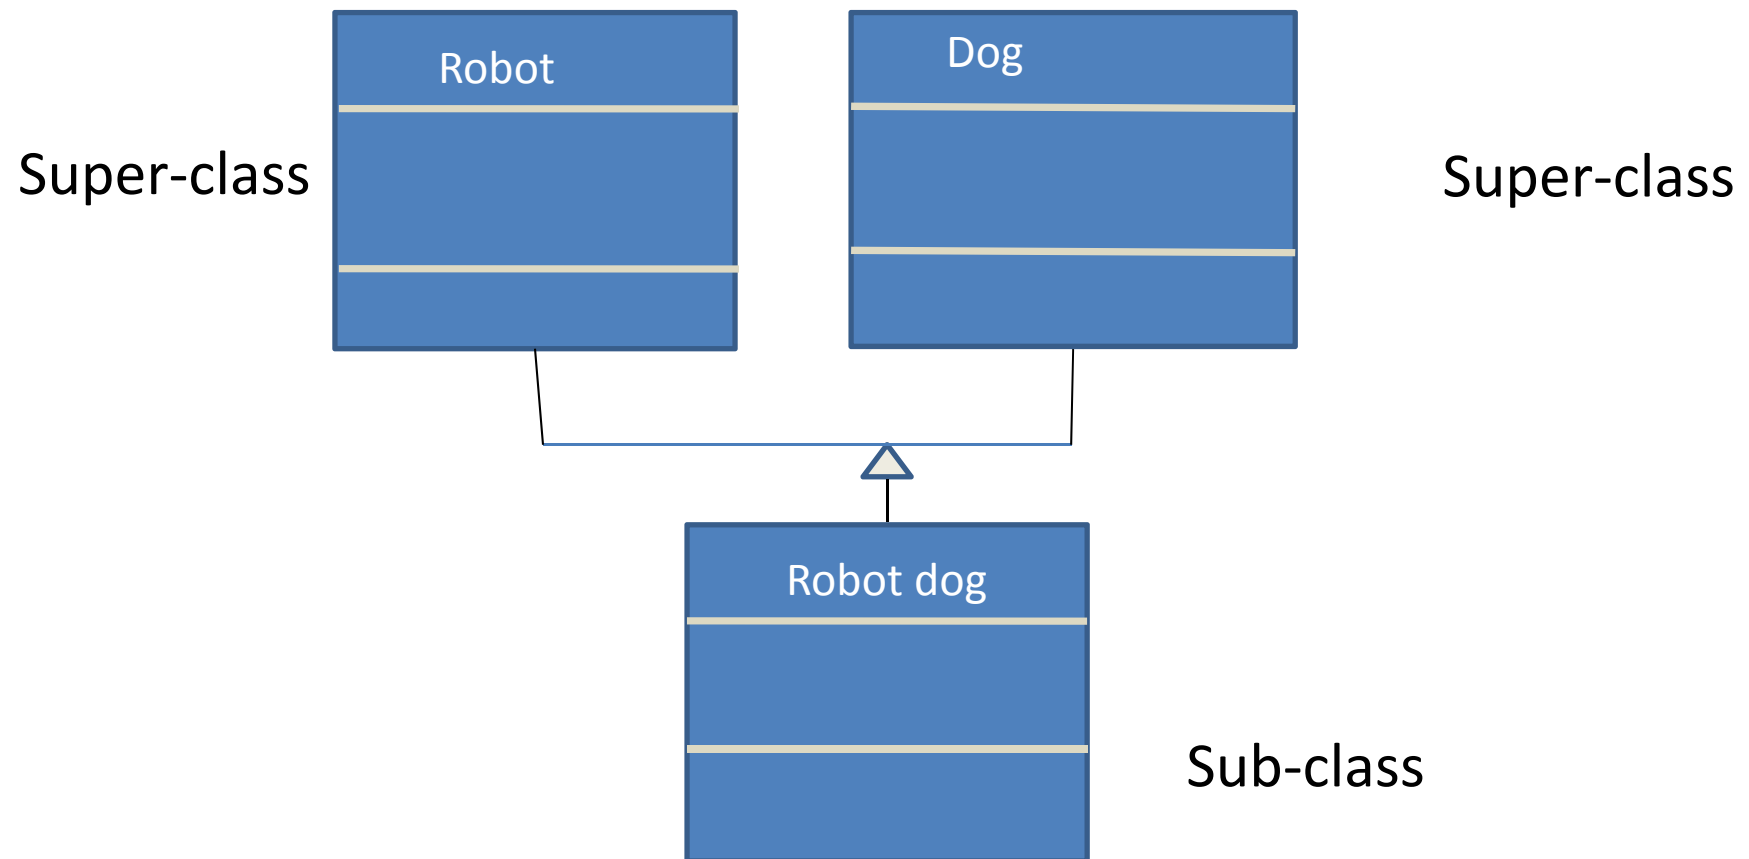 Robot
Dog
Super-class
Super-class
Robot dog
Sub-class